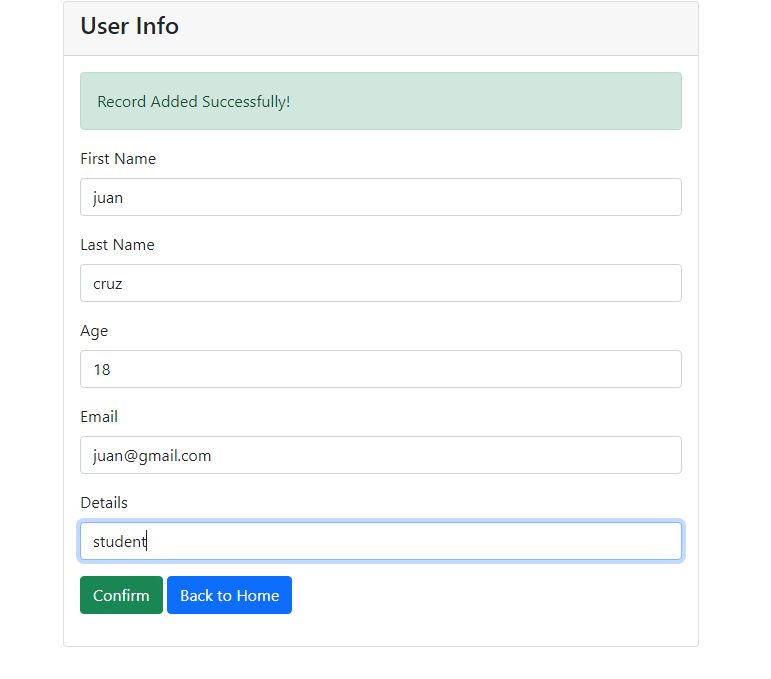 User Info
Record Added Successfully!
First Name
juan
Last Name
cruz
Age
18
Email
juan@gmail.com
Details
student
Confirm Back to Home